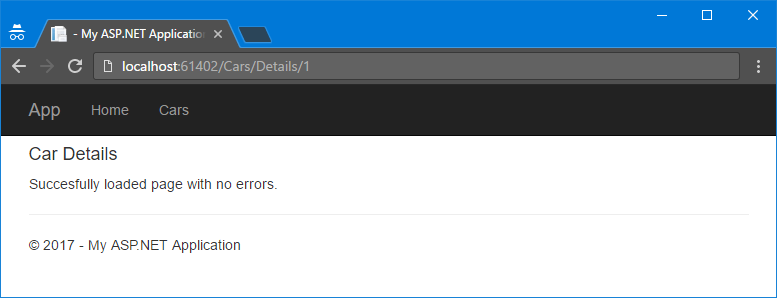 - My ASP.NET Application
localhost:61402/Cars/Details/1
App Home Cars
Car Details
Succesfully loaded page with no errors.
© 2017 - My ASP.NET Application